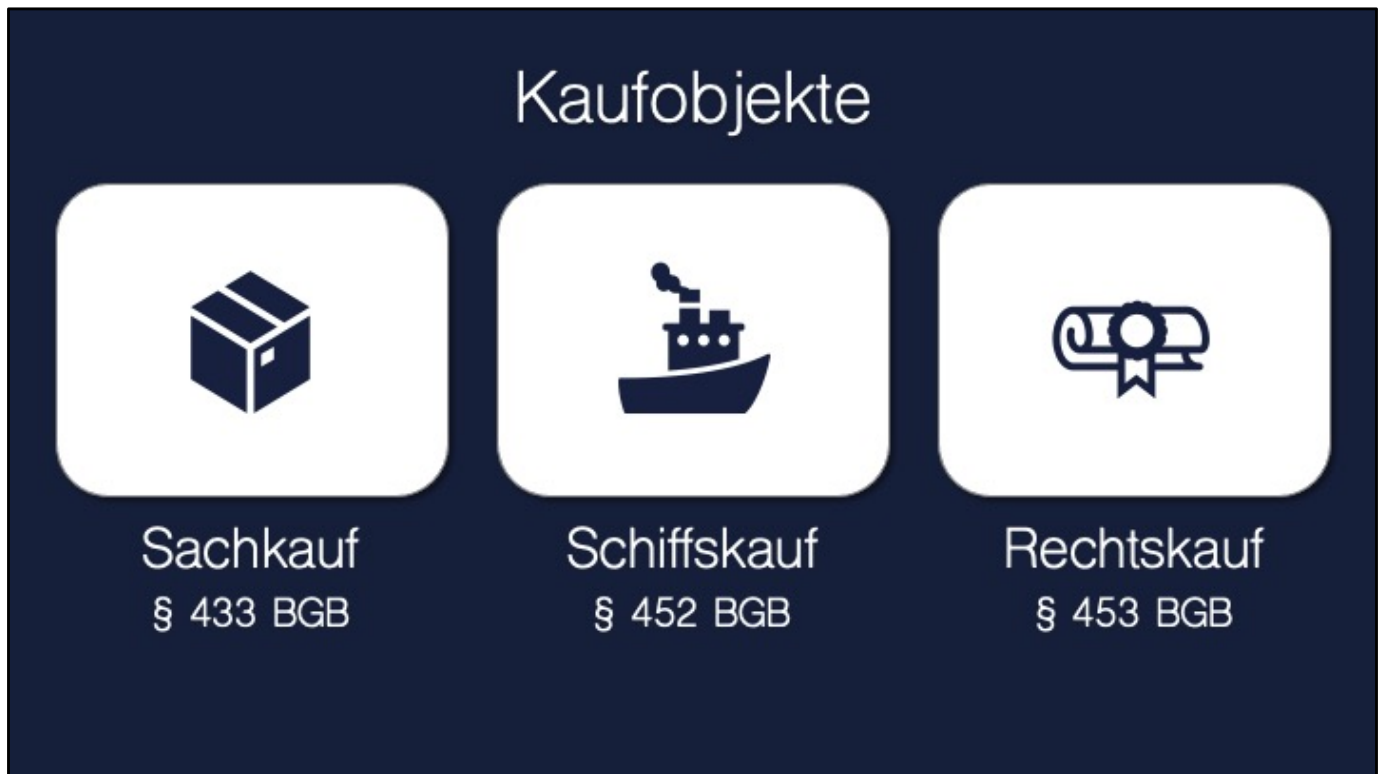 Kaufobjekte
Sachkauf
§ 433 BGB
Schiffskauf
§ 452 BGB
Rechtskauf
§ 453 BGB